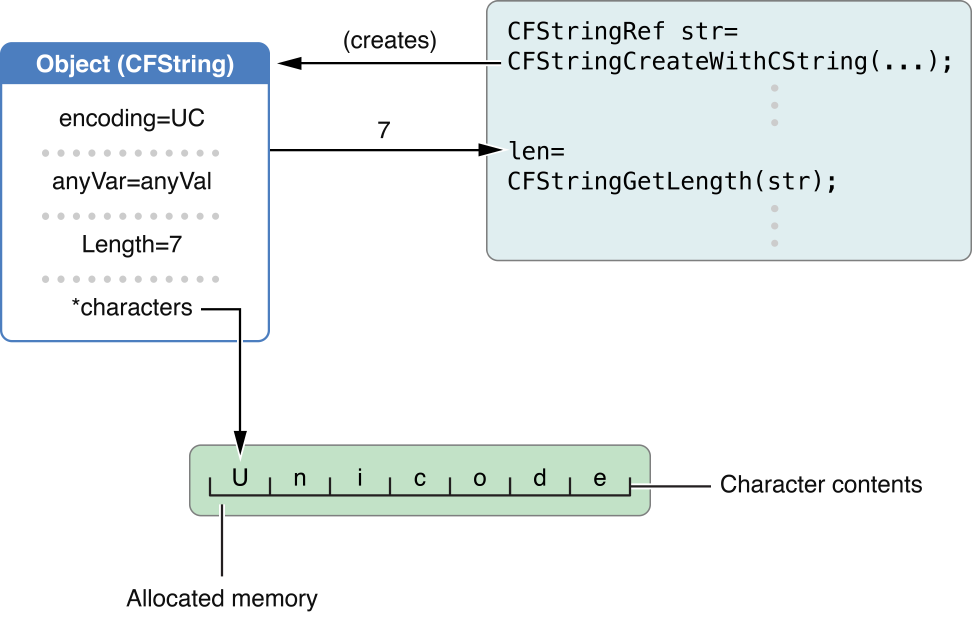 Object (CFString)
encoding=UC
anyVar=anyVal
Length=7
*characters
(creates)
7
CFStringRef str=
CFStringCreateWithCString(...);
len=
CFStringGetLength(str);
U n i c o d e
Character contents
Allocated memory